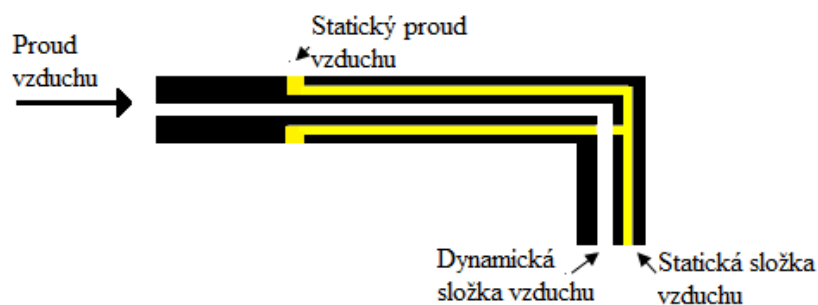 Proud
vzduchu
Statický proud
vzduchu
Dynamická
složka vzduchu
Statická složka
vzduchu